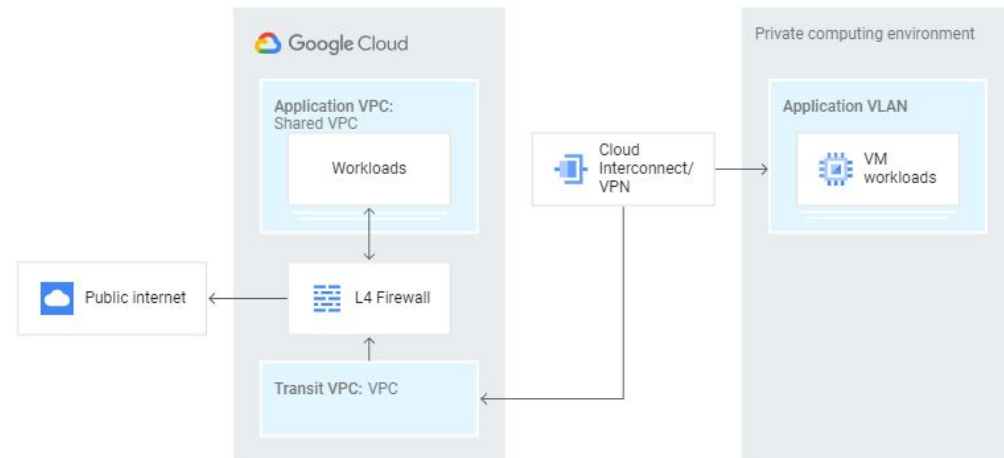 Google Cloud
Application VPC:
Shared VPC
Workloads
Public internet
L4 Firewall
Transit VPC: VPC
Cloud
Interconnect/
VPN
Private computing environment
Application VLAN
VM
workloads